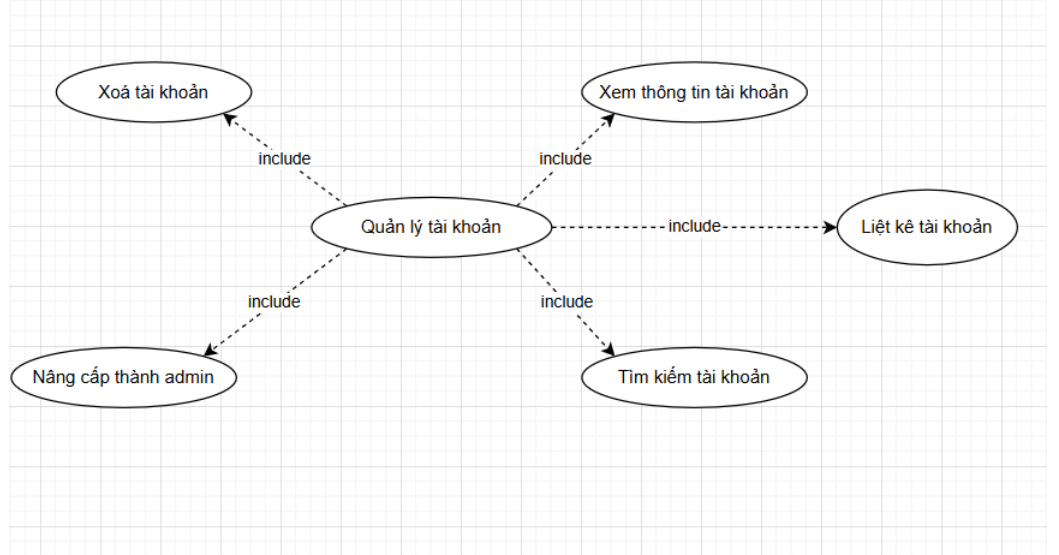 Xoá tài khoản
Xem thông tin tài khoản
include
include
Quản lý tài khoản
include
Liệt kê tài khoản
include
include
Nâng cấp thành admin
Tìm kiếm tài khoản